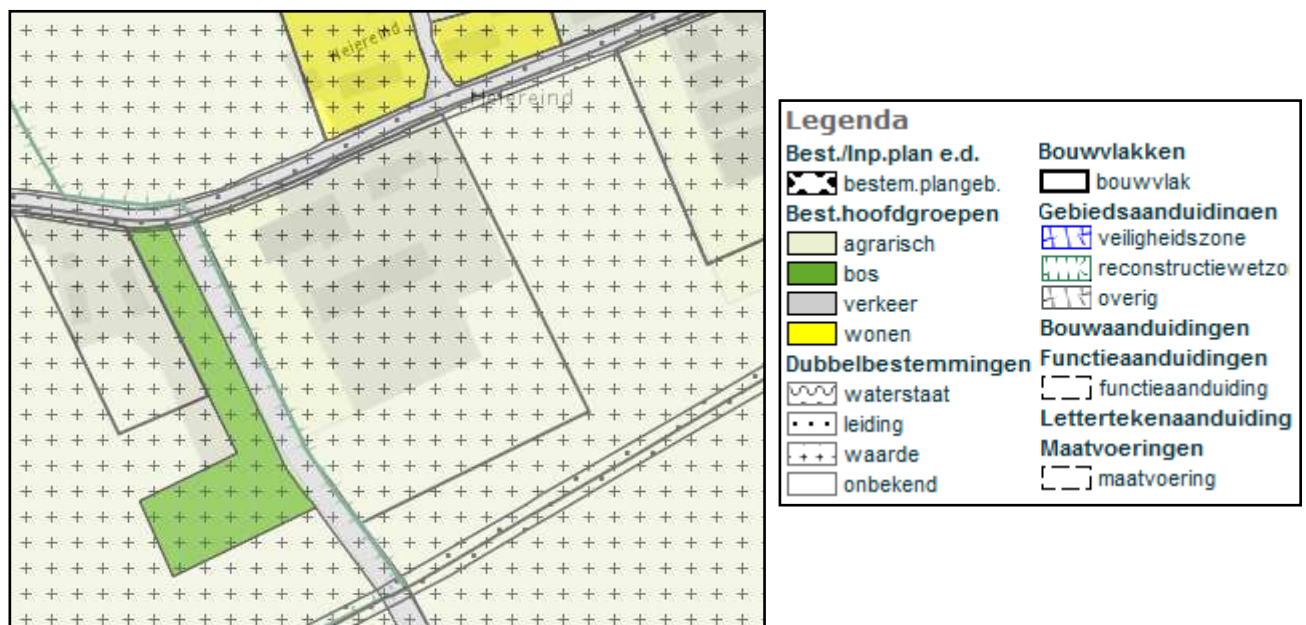 Heiereind
Heiereind
Legenda
Best./Inp.plan e.d.
bestem.plangeb.
Best.hoofdgroepen
agrarisch
bos
verkeer
wonen
Dubbelbestemmingen
waterstaat
leiding
waarde
onbekend
Bouwvlakken
bouwvlak
Gebiedsaanduidingen
veiligheidszone
reconstructiewetzo
overig
Bouwaanduidingen
Functieaanduidingen
functieaanduiding
Lettertekenaanduiding
Maatvoeringen
maatvoering